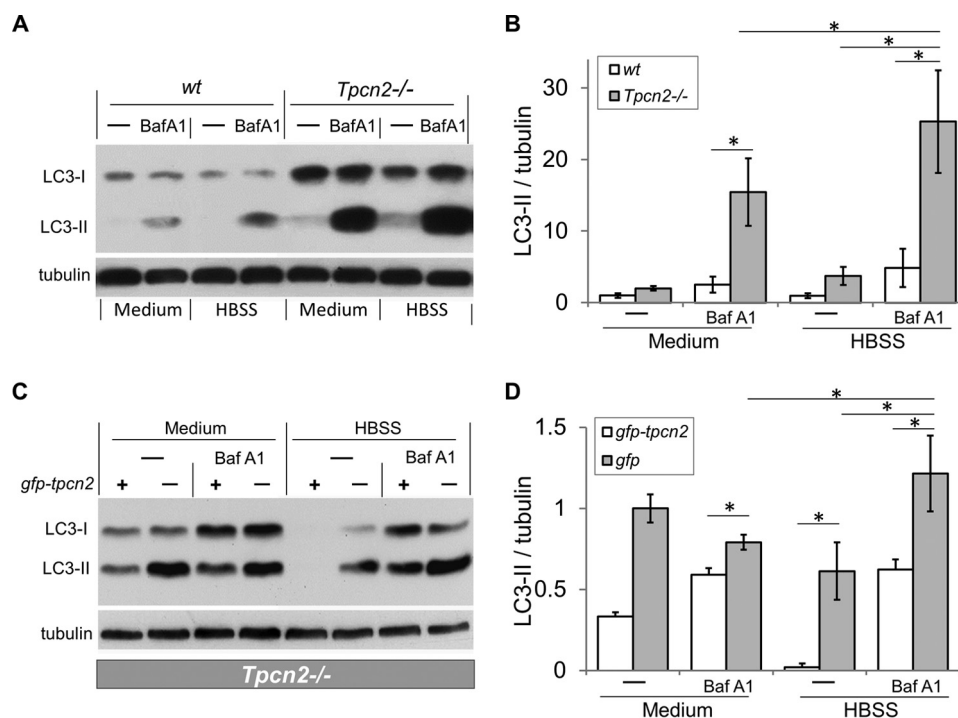 A
wt Tpcn2-/-
— BafA1 — BafA1 — BafA1 — BafA1
LC3-I
LC3-II
tubulin
Medium HBSS Medium HBSS
B
* * *
wt
Tpcn2-/-
*
LC3-II / tubulin
30
20
10
0
— Baf A1 — Baf A1
Medium HBSS
C
Medium HBSS
— Baf A1 — Baf A1
gfp-tpcn2 + — + — + — + —
LC3-I
LC3-II
tubulin
Tpcn2-/-
D
* * *
gfp-tpcn2
gfp
* *
LC3-II / tubulin
1.5
1
0.5
0
— Baf A1 — Baf A1
Medium HBSS